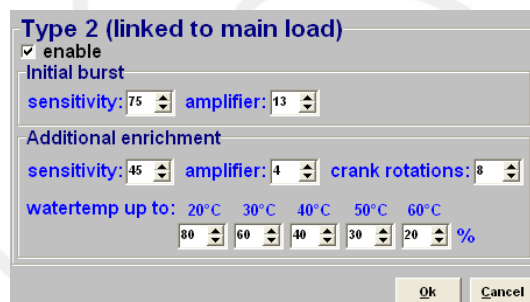 Type 2 (linked to main load)
enable
Initial burst
sensitivity: 75 amplifier: 13
Additional enrichment
sensitivity: 45 amplifier: 4 crank rotations: 8
watertemp up to: 20°C 30°C 40°C 50°C 60°C
80 60 40 30 20 %
Ok Cancel